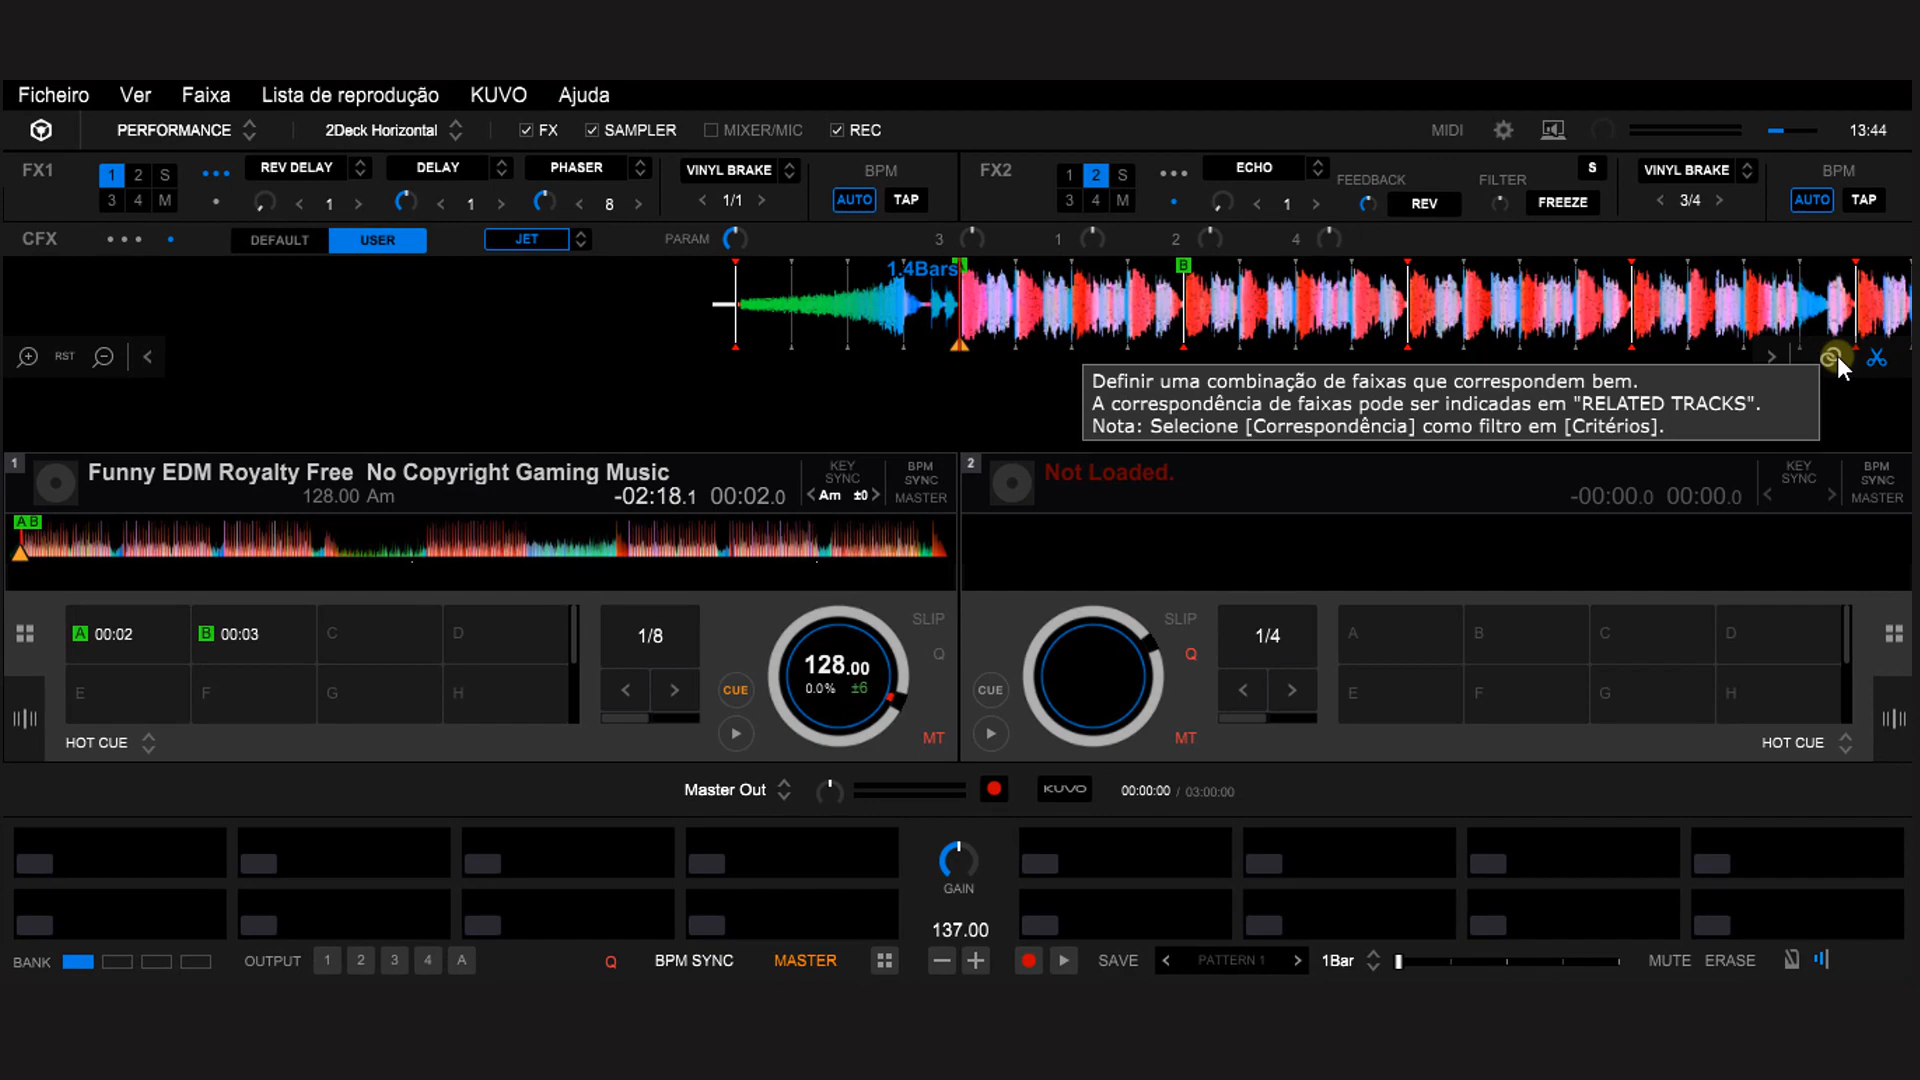 Ficheiro Ver Faixa Lista de reprodução KUVO Ajuda
PERFORMANCE 2Deck Horizontal FX SAMPLER MIXER/MIC REC MIDI 13:44
FX1 1 2 S REV DELAY DELAY PHASER VINYL BRAKE BPM FX2 1 2 S ECHO S VINYL BRAKE BPM
FEEDBACK FILTER
3 4 M 1 1 8 1/1 AUTO TAP 3 4 M 1 REV FREEZE 3/4 AUTO TAP
CFX DEFAULT USER JET PARAM 3 1 2 4
1.4Bars A B
RST
Definir uma combinação de faixas que correspondem bem.
A correspondência de faixas pode ser indicadas em "RELATED TRACKS".
Nota: Selecione [Correspondência] como filtro em [Critérios].
1 Funny EDM Royalty Free No Copyright Gaming Music KEY SYNC BPM SYNC 2 Not Loaded. KEY SYNC BPM SYNC
128.00 Am -02:18.1 00:02.0 Am ±0 MASTER -00:00.0 00:00.0 MASTER
A B
A 00:02 B 00:03 C D 1/8 SLIP SLIP 1/4 A B C D
128.00 Q Q
E F G H CUE 0.0% ±6 CUE E F G H
HOT CUE MT MT HOT CUE
Master Out KUVO 00:00:00 / 03:00:00
GAIN
137.00
BANK OUTPUT 1 2 3 4 A Q BPM SYNC MASTER SAVE PATTERN 1 1Bar MUTE ERASE